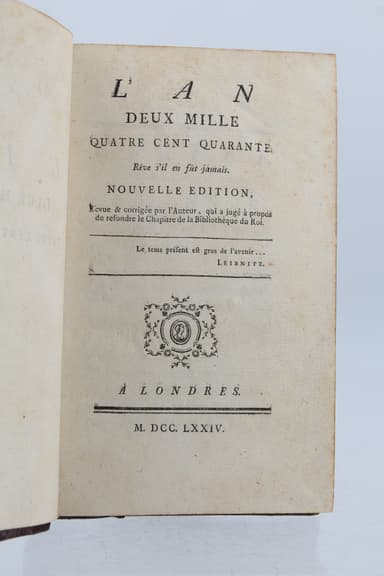 L'AN
DEUX MILLE
QUATRE CENT QUARANTE.
Rêve s'il en fût jamais.
NOUVELLE EDITION,
Revue & corrigée par l'Auteur, qui a jugé à propos
de refondre le Chapitre de la Bibliothèque du Roi.
Le tems présent est gros de l'avenir...
LEIBNITZ.
A LONDRES.
M. DCC. LXXIV.